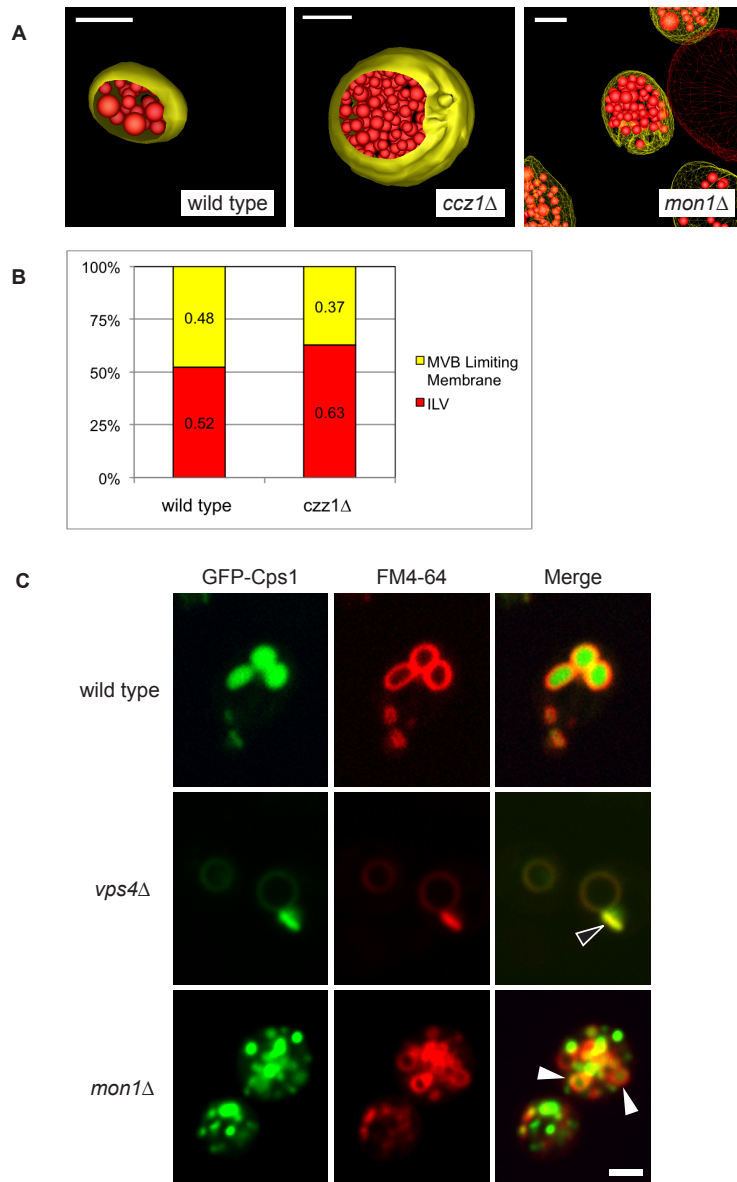 A
wild type
ccz1Δ
mon1Δ
B
100%
75%
50%
25%
0%
0.48
0.52
0.37
0.63
wild type
czz1Δ
MVB Limiting
Membrane
ILV
C
GFP-Cps1
FM4-64
Merge
wild type
vps4Δ
mon1Δ